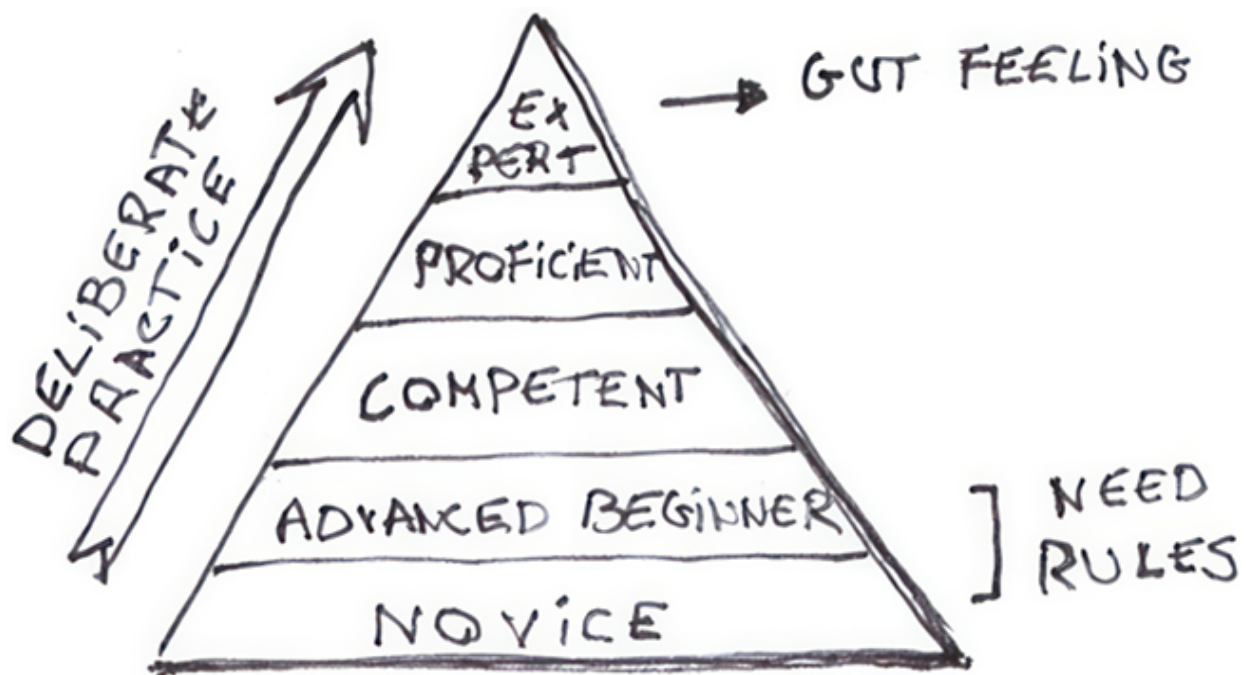 DELIBERATE
PRACTICE
EX
PERT
GUT FEELING
PROFICIENT
COMPETENT
ADVANCED BEGINNER
NOVICE
NEED
RULES